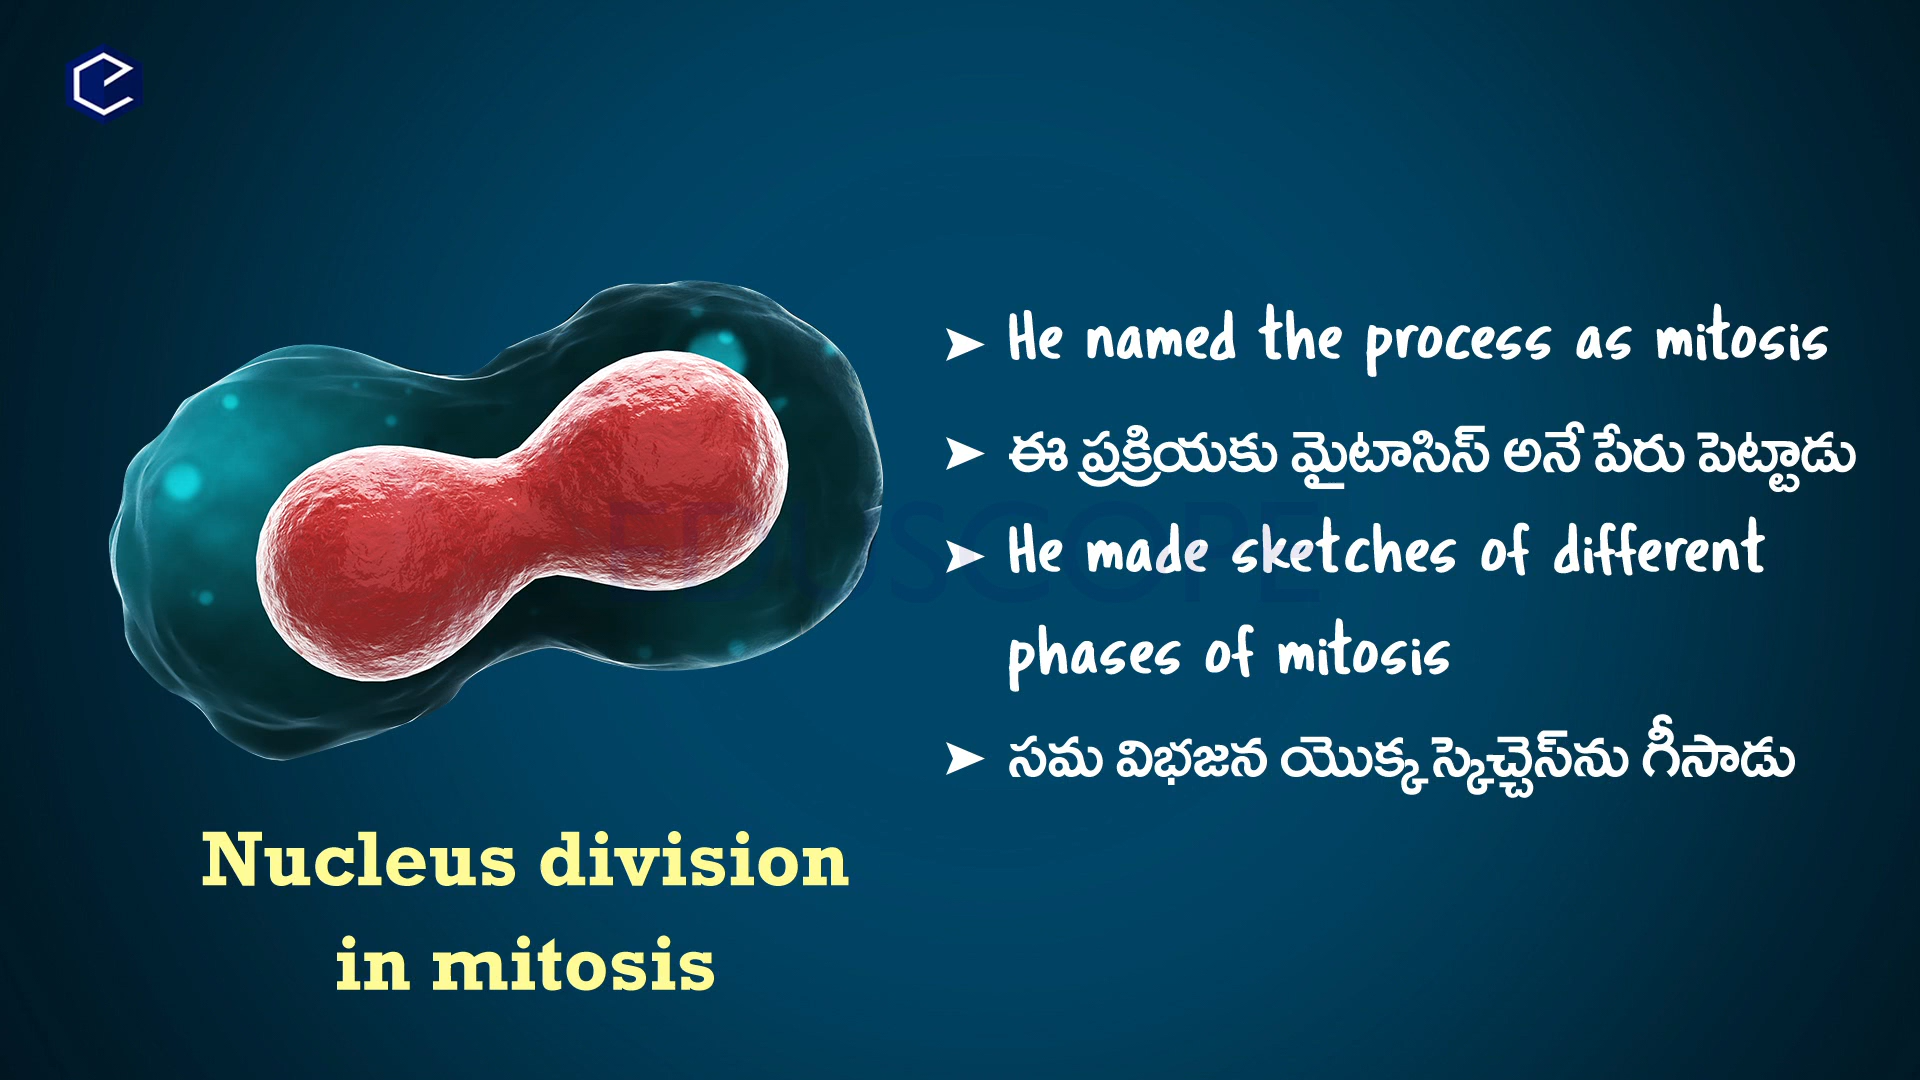 He named the process as mitosis
ఈ ప్రక్రియకు మైటాసిస్ అనే పేరు పెట్టాడు
He made sketches of different
phases of mitosis
సమ విభజన యొక్క స్కెచ్చెస్‌ను గీసాడు
Nucleus division
in mitosis
EDUSCOPE